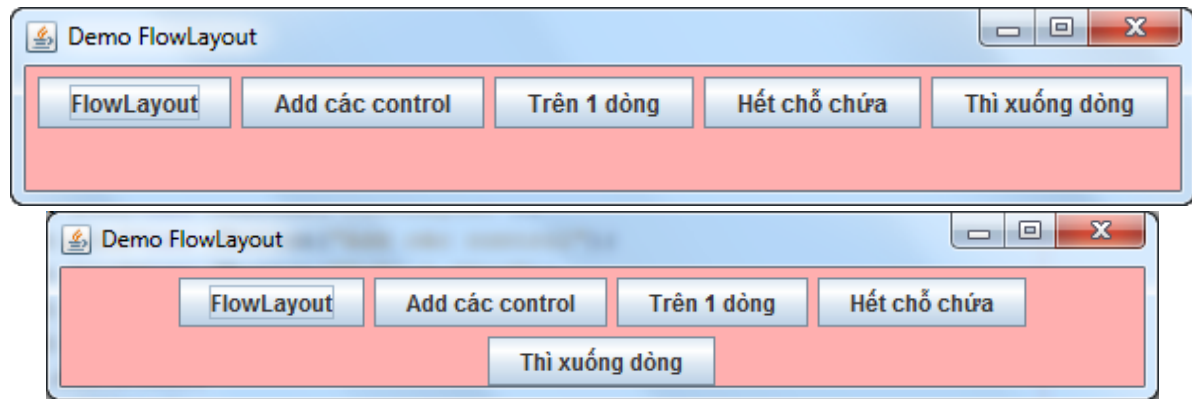 Demo FlowLayout
FlowLayout Add các control Trên 1 dòng Hết chỗ chứa Thì xuống dòng
Demo FlowLayout
FlowLayout Add các control Trên 1 dòng Hết chỗ chứa
Thì xuống dòng